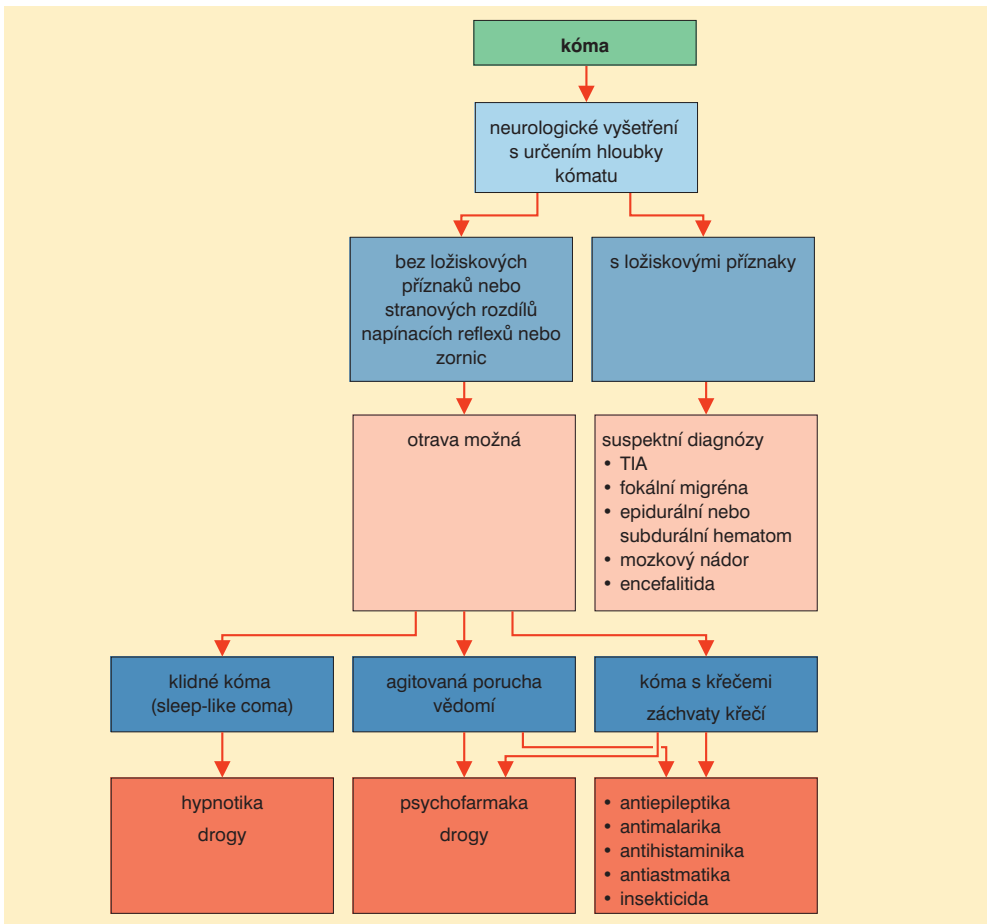 kóma
neurologické vyšetření
s určením hloubky
kómatu
bez ložiskových
příznaků nebo
stranových rozdílů
napínacích reflexů nebo
zornic
s ložiskovými příznaky
otrava možná
suspektní diagnózy
• TIA
• fokální migréna
• epidurální nebo
subdurální hematom
• mozkový nádor
• encefalitida
klidné kóma
(sleep-like coma)
agitovaná porucha
vědomí
kóma s křečemi
záchvaty křečí
hypnotika
drogy
psychofarmaka
drogy
• antiepileptika
• antimalarika
• antihistaminika
• antiastmatika
• insekticida